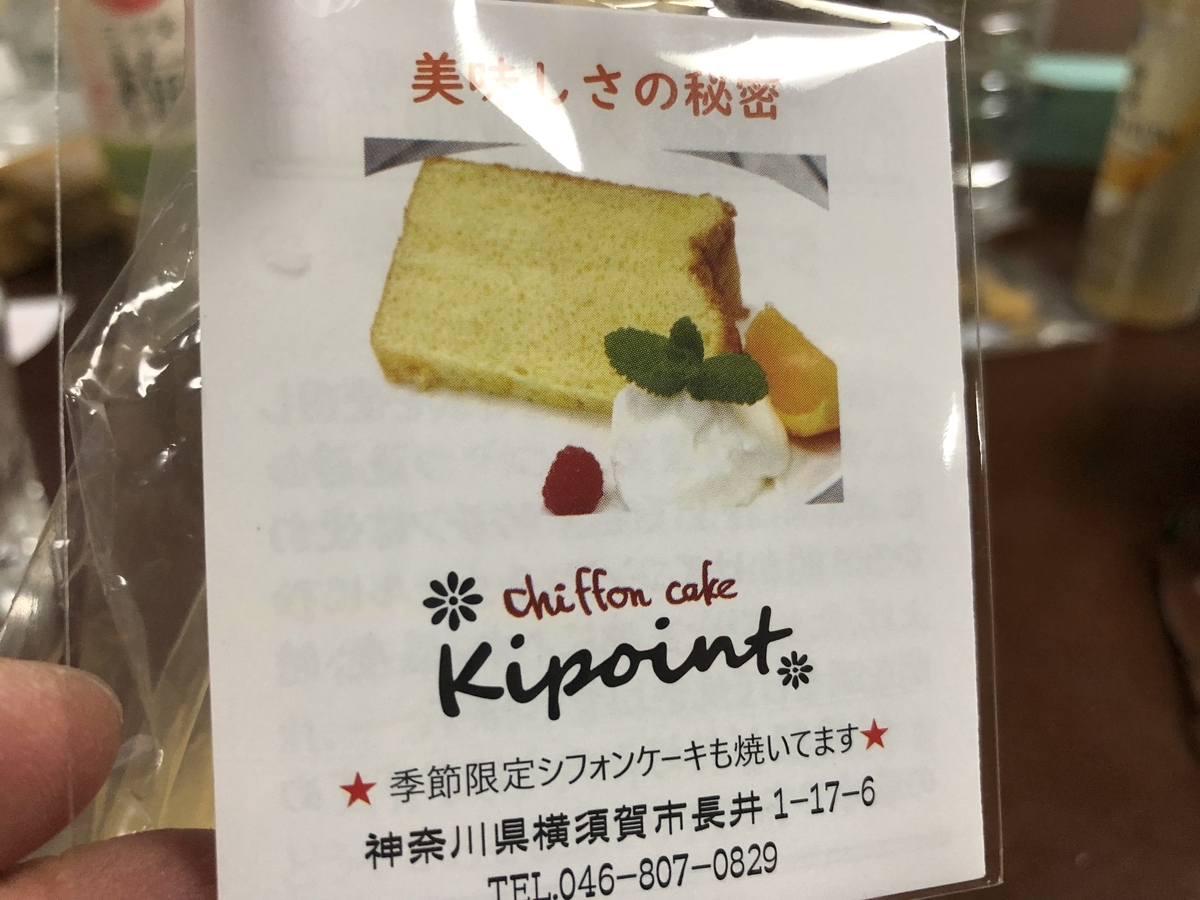 美味しさの秘密
chiffon cake
Kipoint
★ 季節限定シフォンケーキも焼いてます★
神奈川県横須賀市長井 1-17-6
TEL.046-807-0829